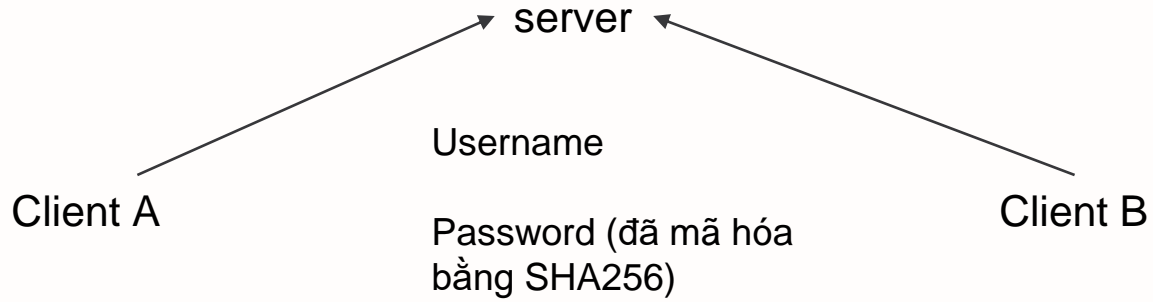 server
Username
Client A
Client B
Password (đã mã hóa
bằng SHA256)